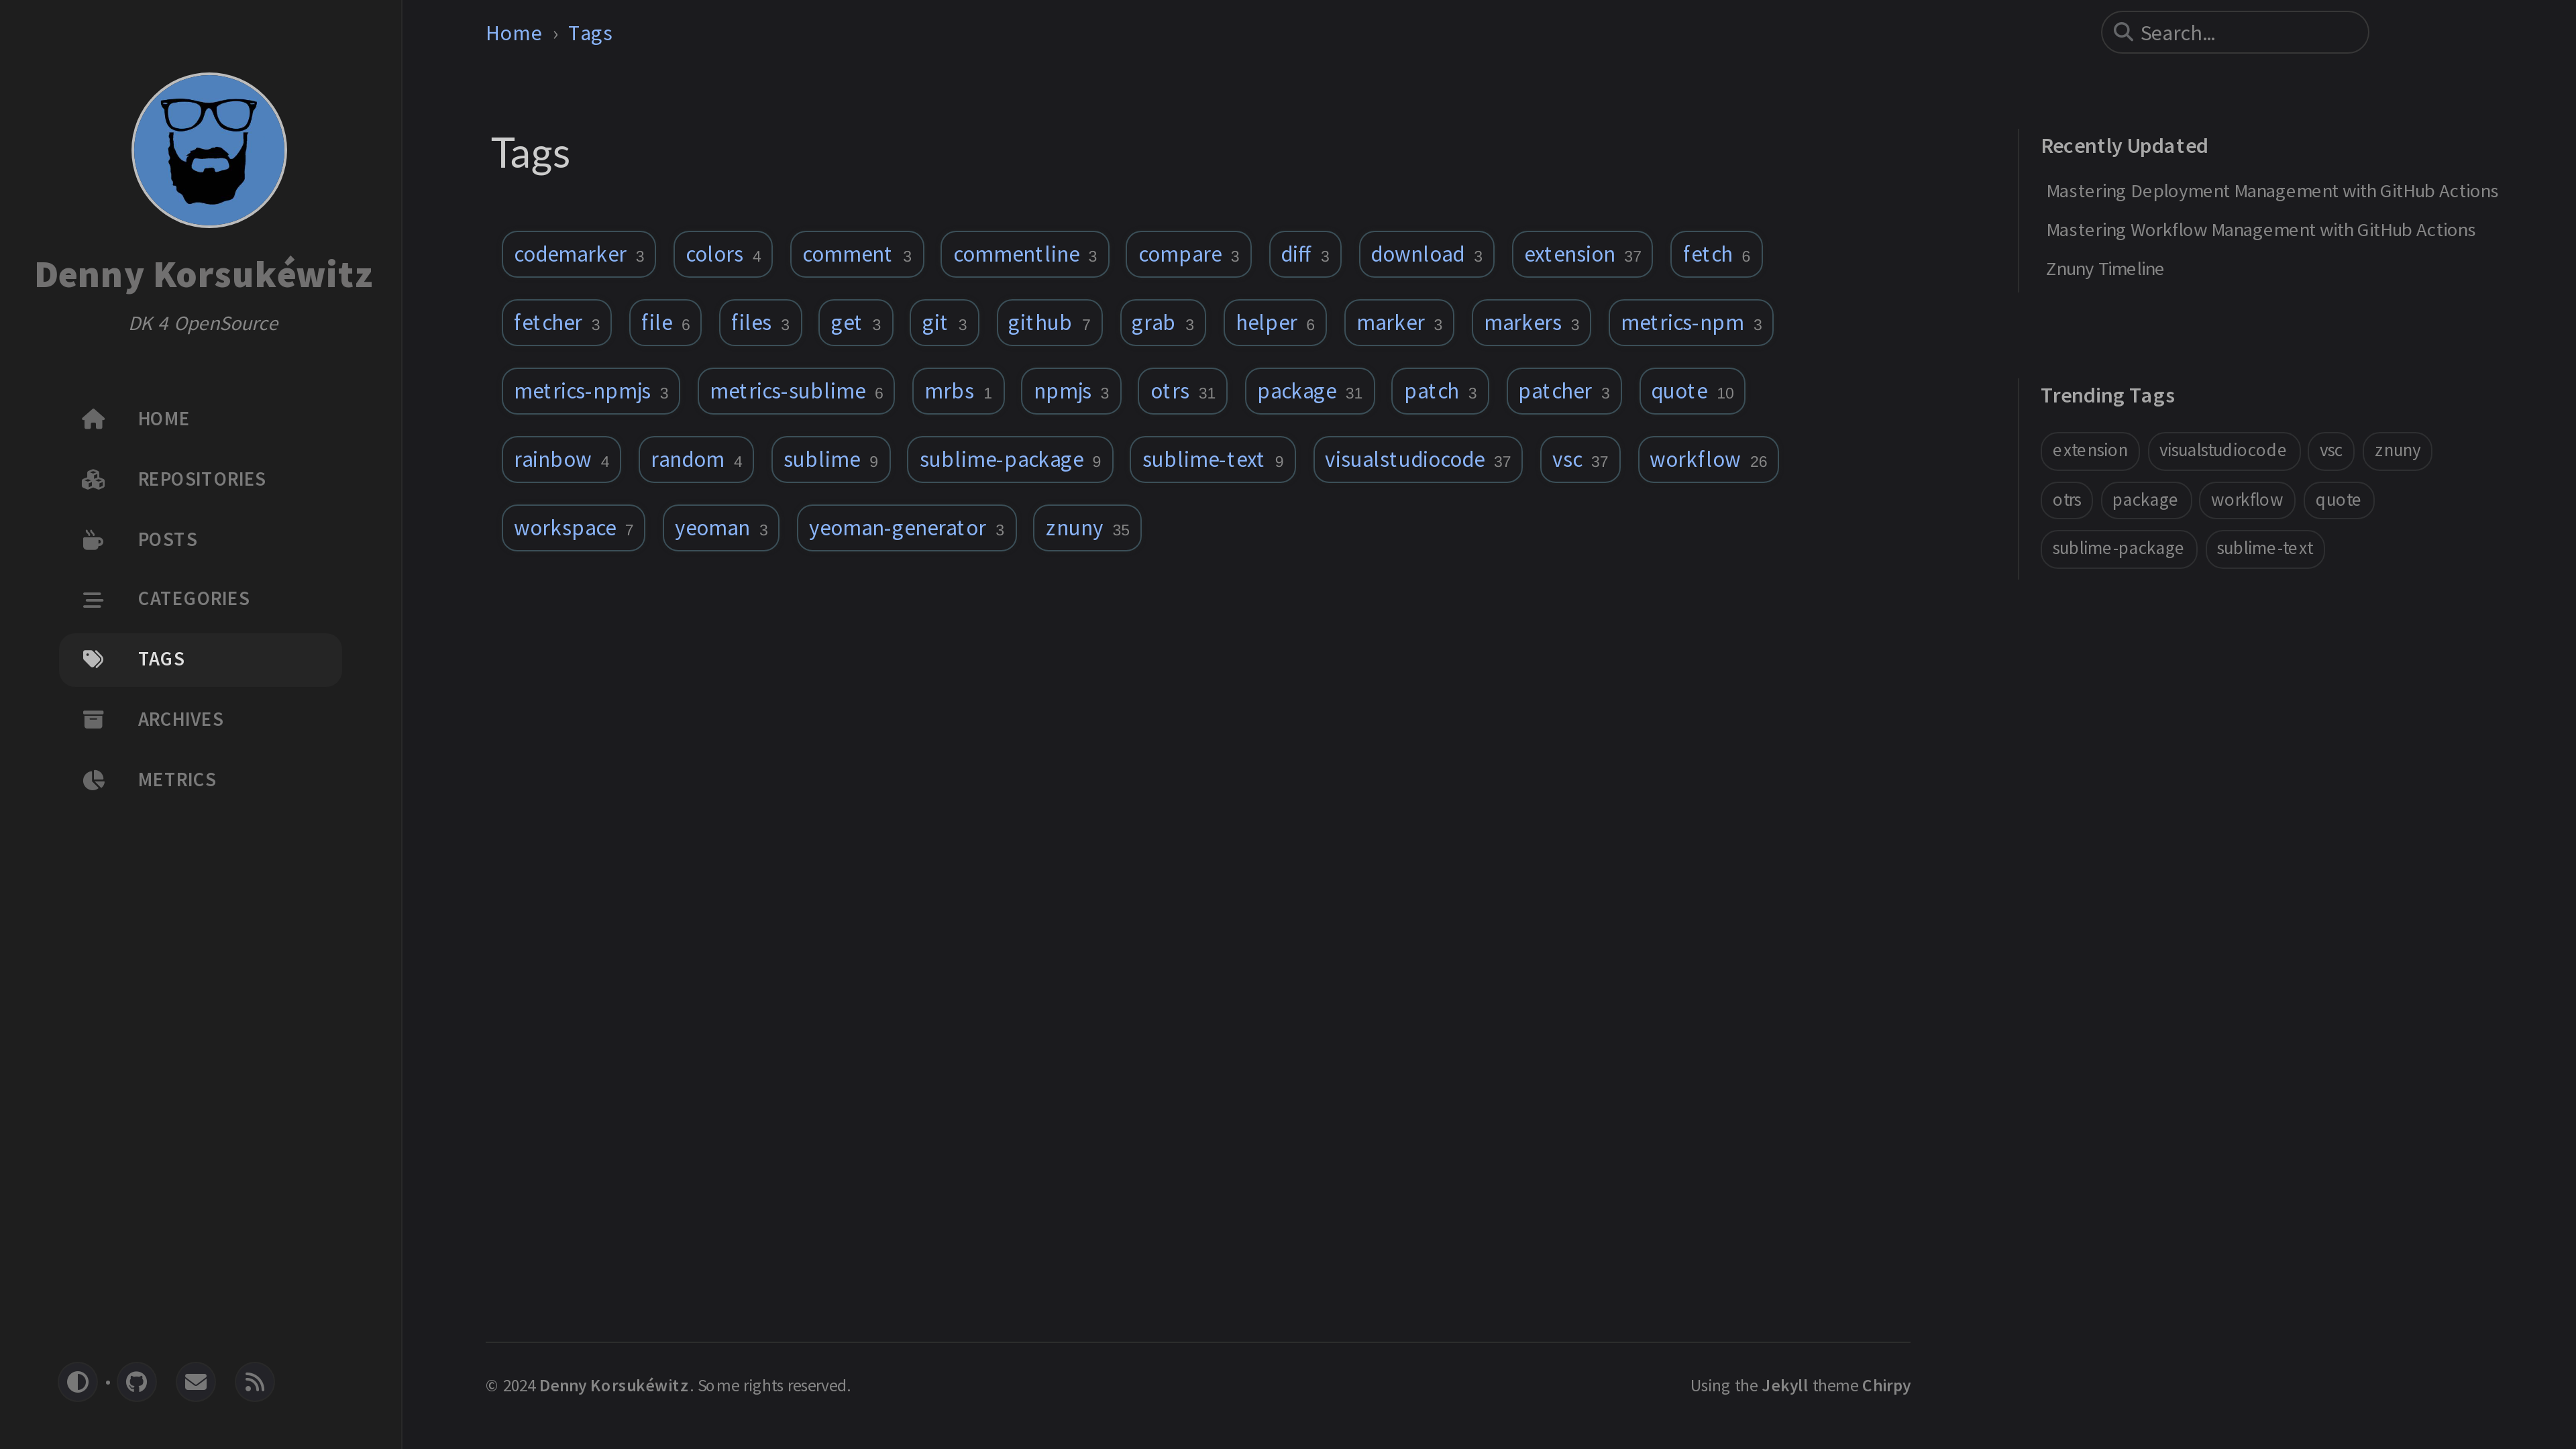 Denny Korsukéwitz
DK 4 OpenSource
HOME
REPOSITORIES
POSTS
CATEGORIES
TAGS
ARCHIVES
METRICS
Home › Tags
Search...
Tags
codemarker 3 colors 4 comment 3 commentline 3 compare 3 diff 3 download 3 extension 37 fetch 6
fetcher 3 file 6 files 3 get 3 git 3 github 7 grab 3 helper 6 marker 3 markers 3 metrics-npm 3
metrics-npmjs 3 metrics-sublime 6 mrbs 1 npmjs 3 otrs 31 package 31 patch 3 patcher 3 quote 10
rainbow 4 random 4 sublime 9 sublime-package 9 sublime-text 9 visualstudiocode 37 vsc 37 workflow 26
workspace 7 yeoman 3 yeoman-generator 3 znuny 35
Recently Updated
Mastering Deployment Management with GitHub Actions
Mastering Workflow Management with GitHub Actions
Znuny Timeline
Trending Tags
extension visualstudiocode vsc znuny
otrs package workflow quote
sublime-package sublime-text
© 2024 Denny Korsukéwitz. Some rights reserved.
Using the Jekyll theme Chirpy